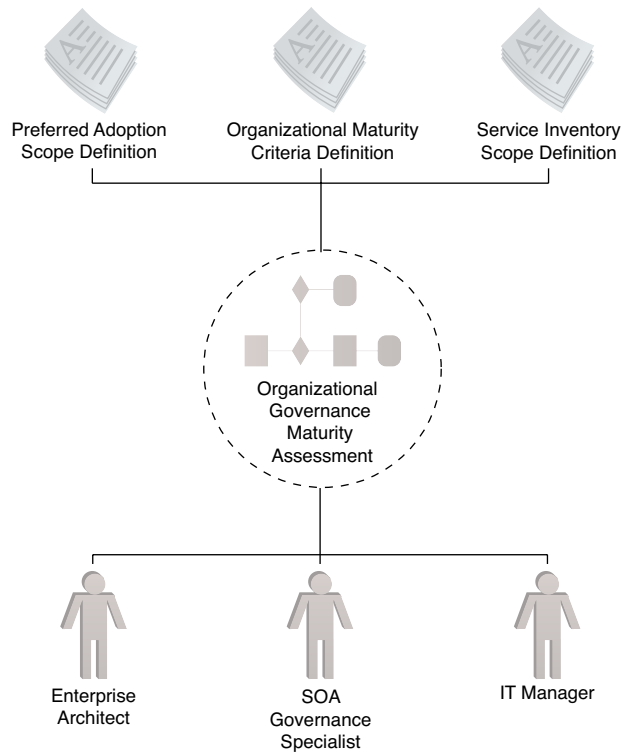 Preferred Adoption
Scope Definition
Organizational Maturity
Criteria Definition
Service Inventory
Scope Definition
Organizational
Governance
Maturity
Assessment
Enterprise
Architect
SOA
Governance
Specialist
IT Manager